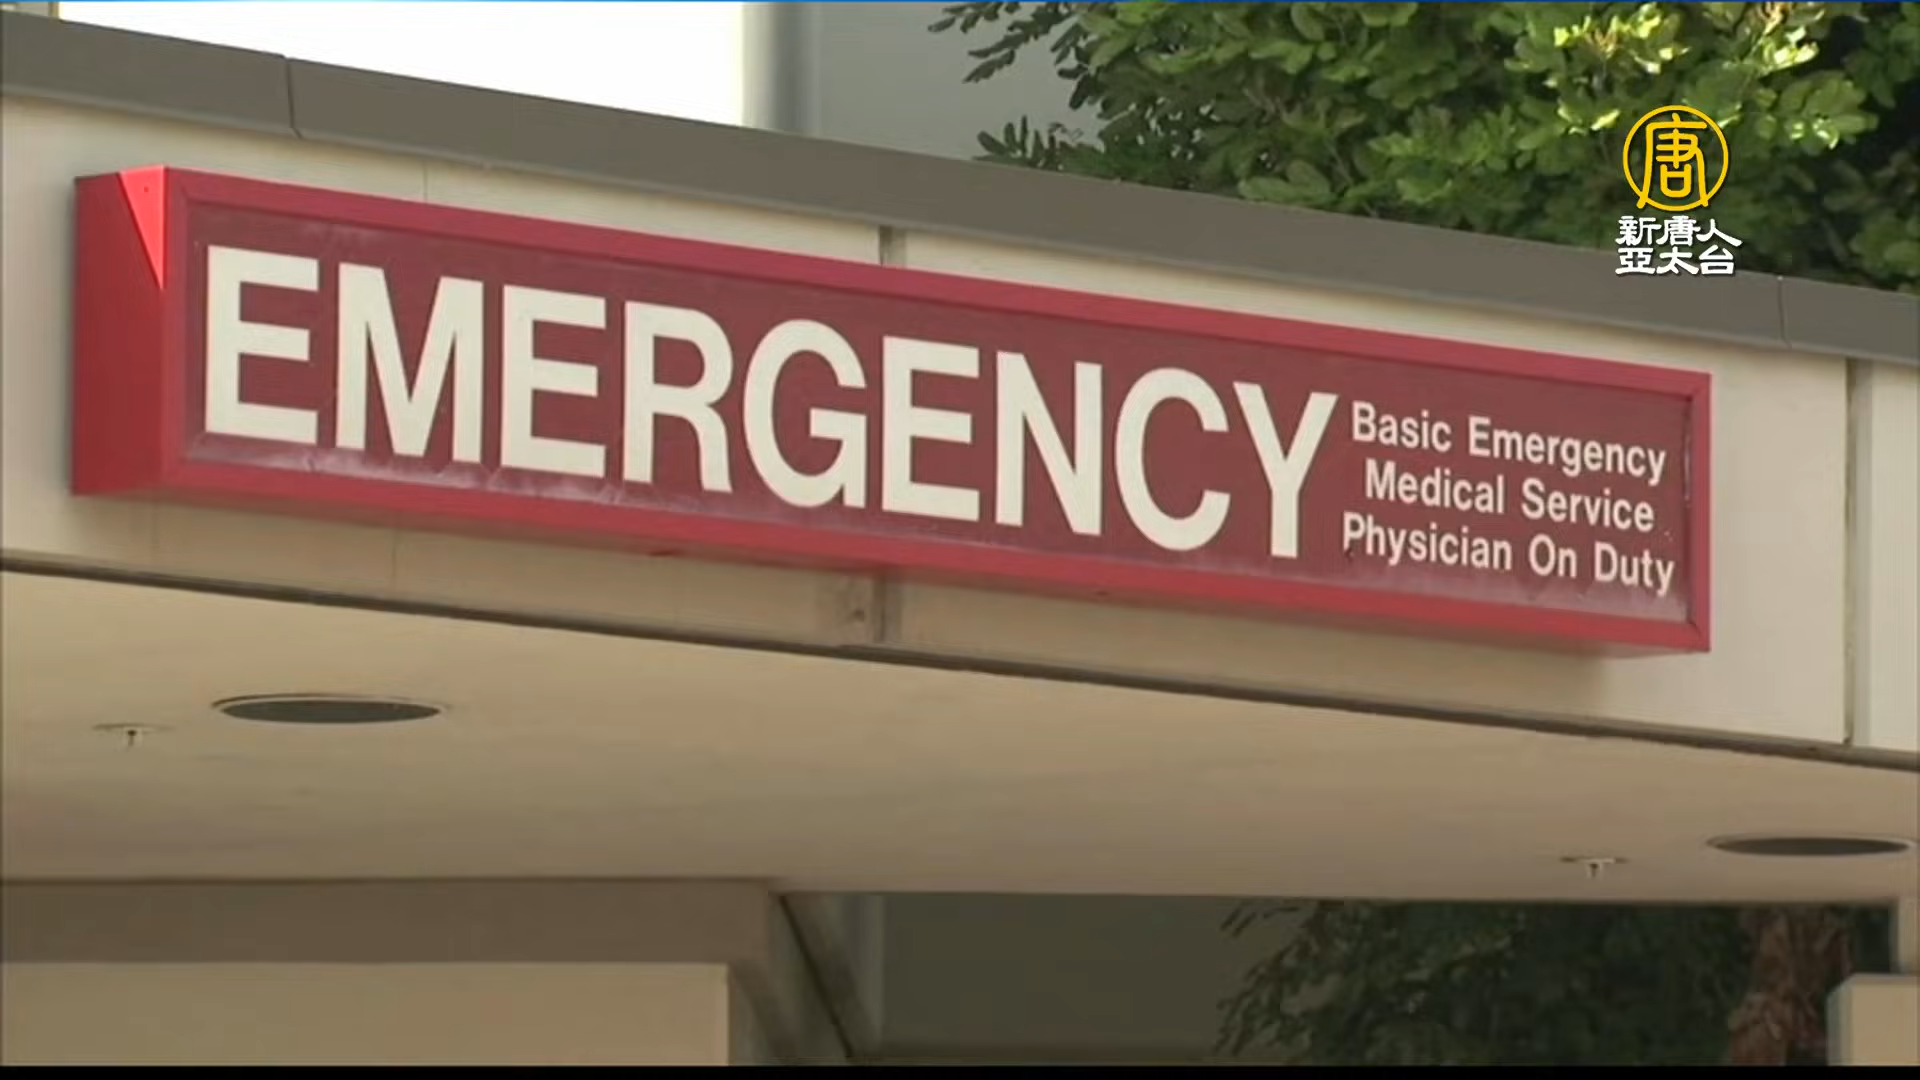 EMERGENCY
Basic Emergency
Medical Service
Physician On Duty
唐
新唐人
亞太台